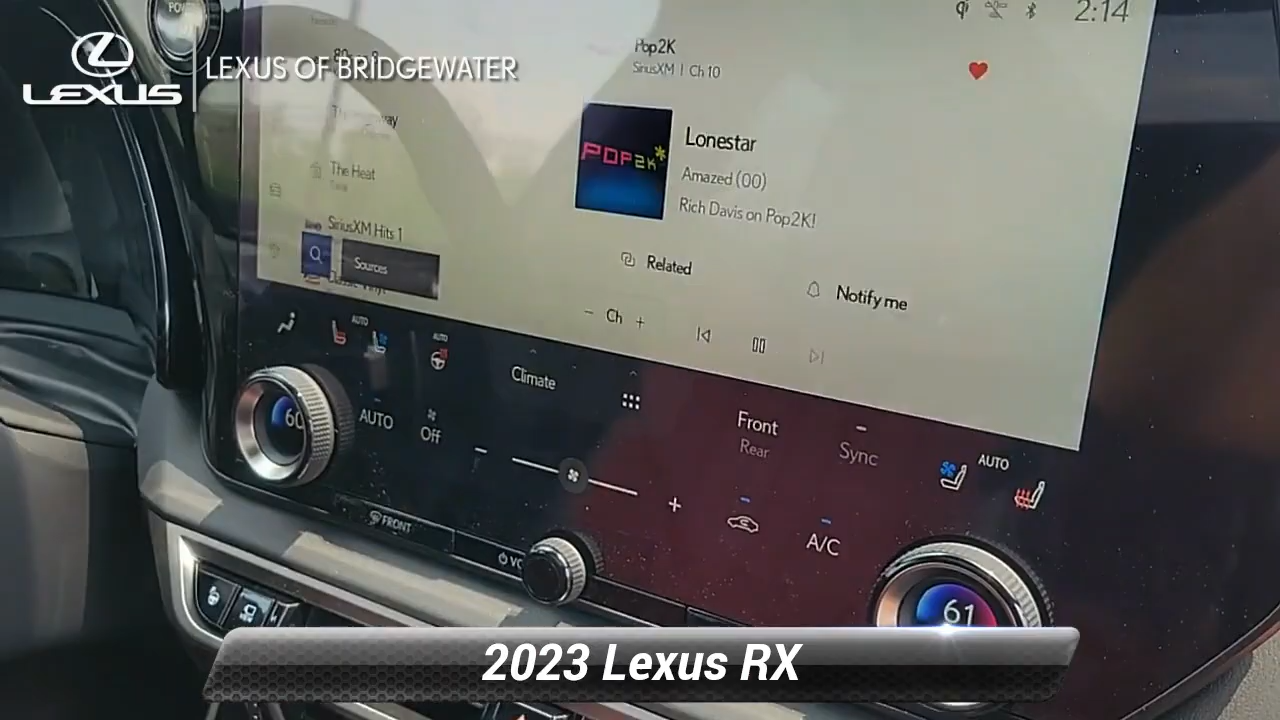 POWER
LEXUS
LEXUS OF BRIDGEWATER
2:14
Pop2K
SiriusXM | Ch 10
The Heat
SiriusXM Hits 1
Sources
POP2K
Lonestar
Amazed (00)
Rich Davis on Pop2K!
Related
Notify me
- Ch +
AUTO
AUTO
Climate
60
AUTO
Off
Front
Rear
Sync
AUTO
- +
FRONT
A/C
61
2023 Lexus RX